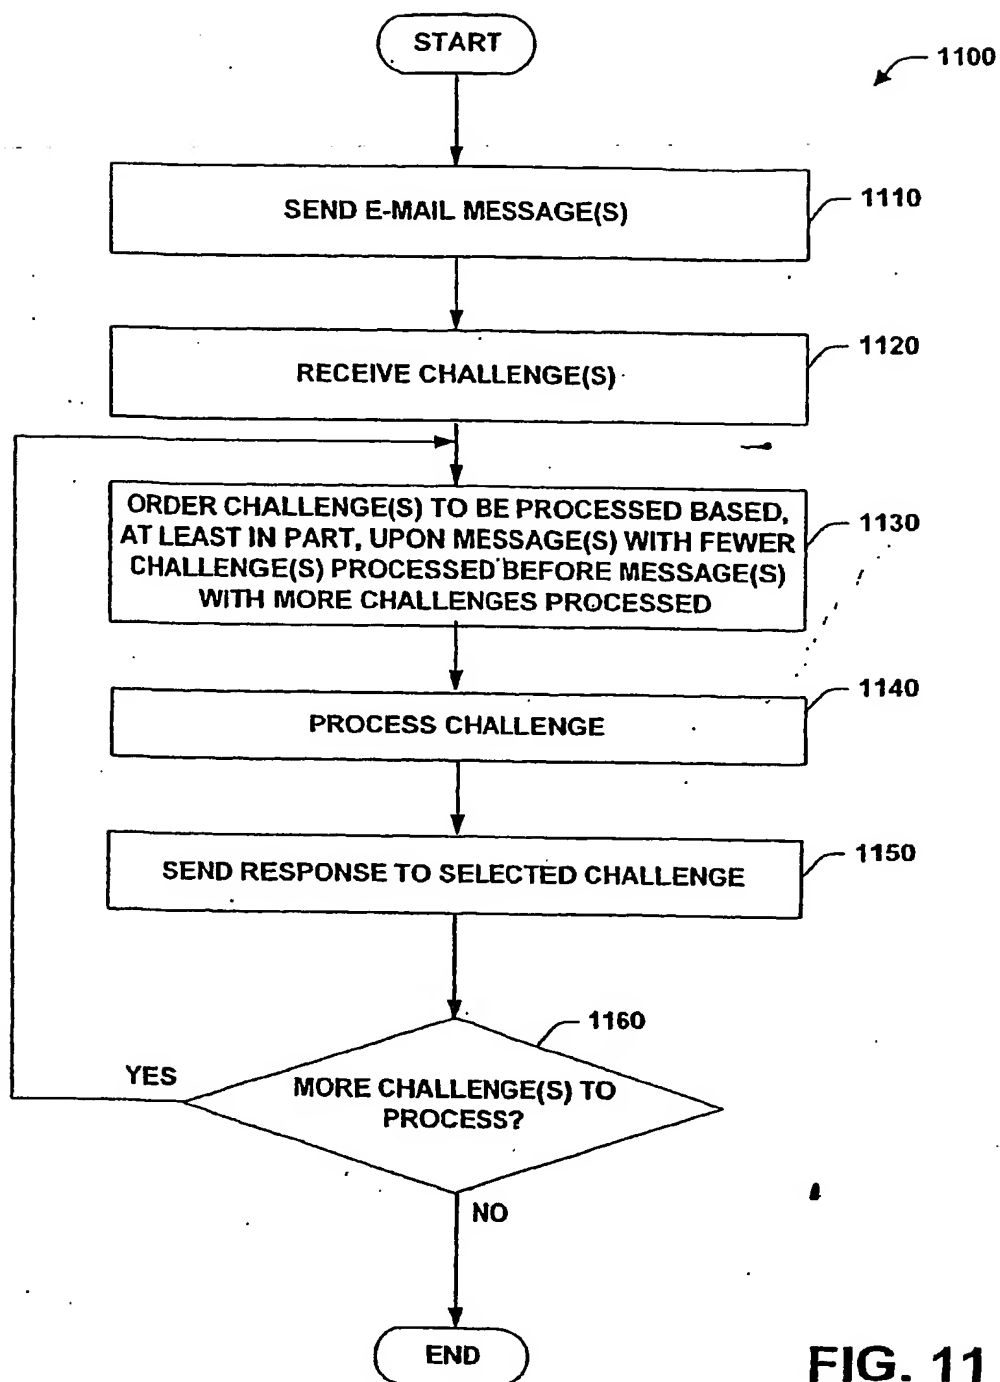 START
1100
SEND E-MAIL MESSAGE(S)
1110
RECEIVE CHALLENGE(S)
1120
ORDER CHALLENGE(S) TO BE PROCESSED BASED,
AT LEAST IN PART, UPON MESSAGE(S) WITH FEWER
CHALLENGE(S) PROCESSED BEFORE MESSAGE(S)
WITH MORE CHALLENGES PROCESSED
1130
PROCESS CHALLENGE
1140
SEND RESPONSE TO SELECTED CHALLENGE
1150
1160
MORE CHALLENGE(S) TO
PROCESS?
YES
NO
END
FIG. 11